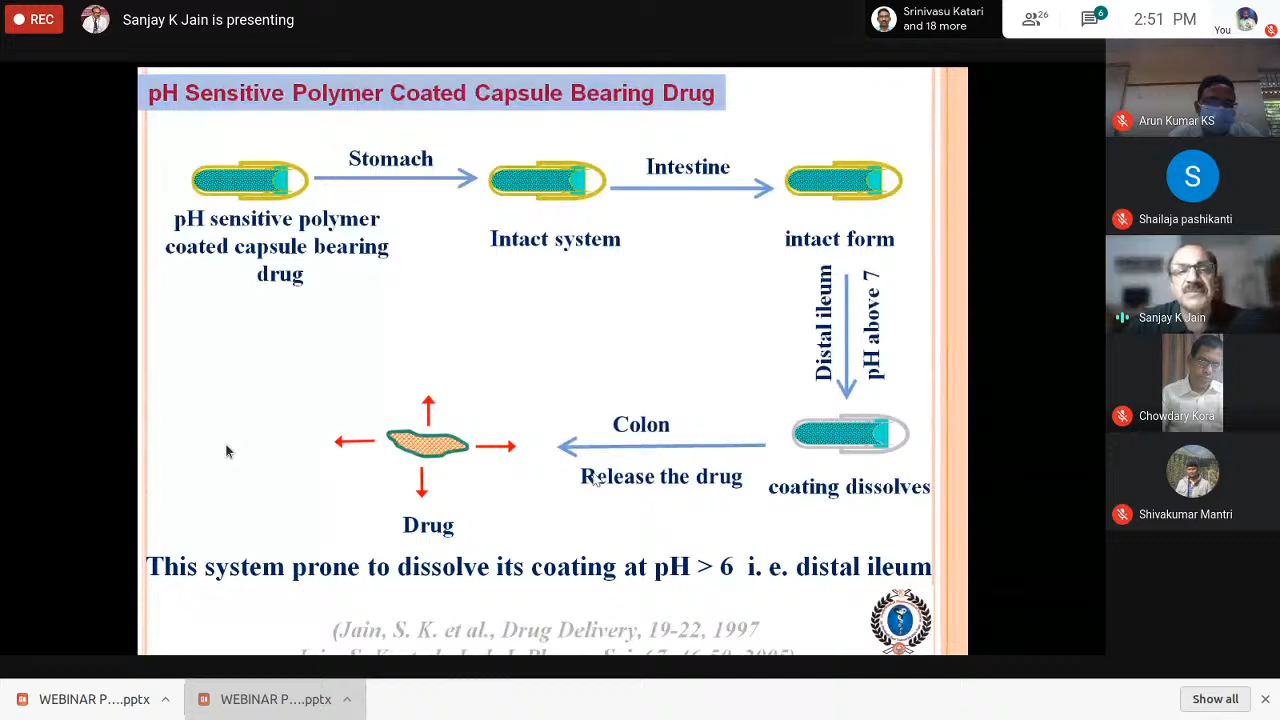 REC
Sanjay K Jain is presenting
Srinivasu Katari
and 18 more
26
6
2:51 PM
You
pH Sensitive Polymer Coated Capsule Bearing Drug
Stomach
Intestine
pH sensitive polymer
coated capsule bearing
drug
Intact system
intact form
Distal ileum
pH above 7
Colon
Release the drug
coating dissolves
Drug
This system prone to dissolve its coating at pH > 6 i. e. distal ileum
(Jain, S. K. et al., Drug Delivery, 19-22, 1997
Arun Kumar KS
S
Shailaja pashikanti
Sanjay K Jain
Chowdary Kora
Shivakumar Mantri
WEBINAR P....pptx
WEBINAR P....pptx
Show all